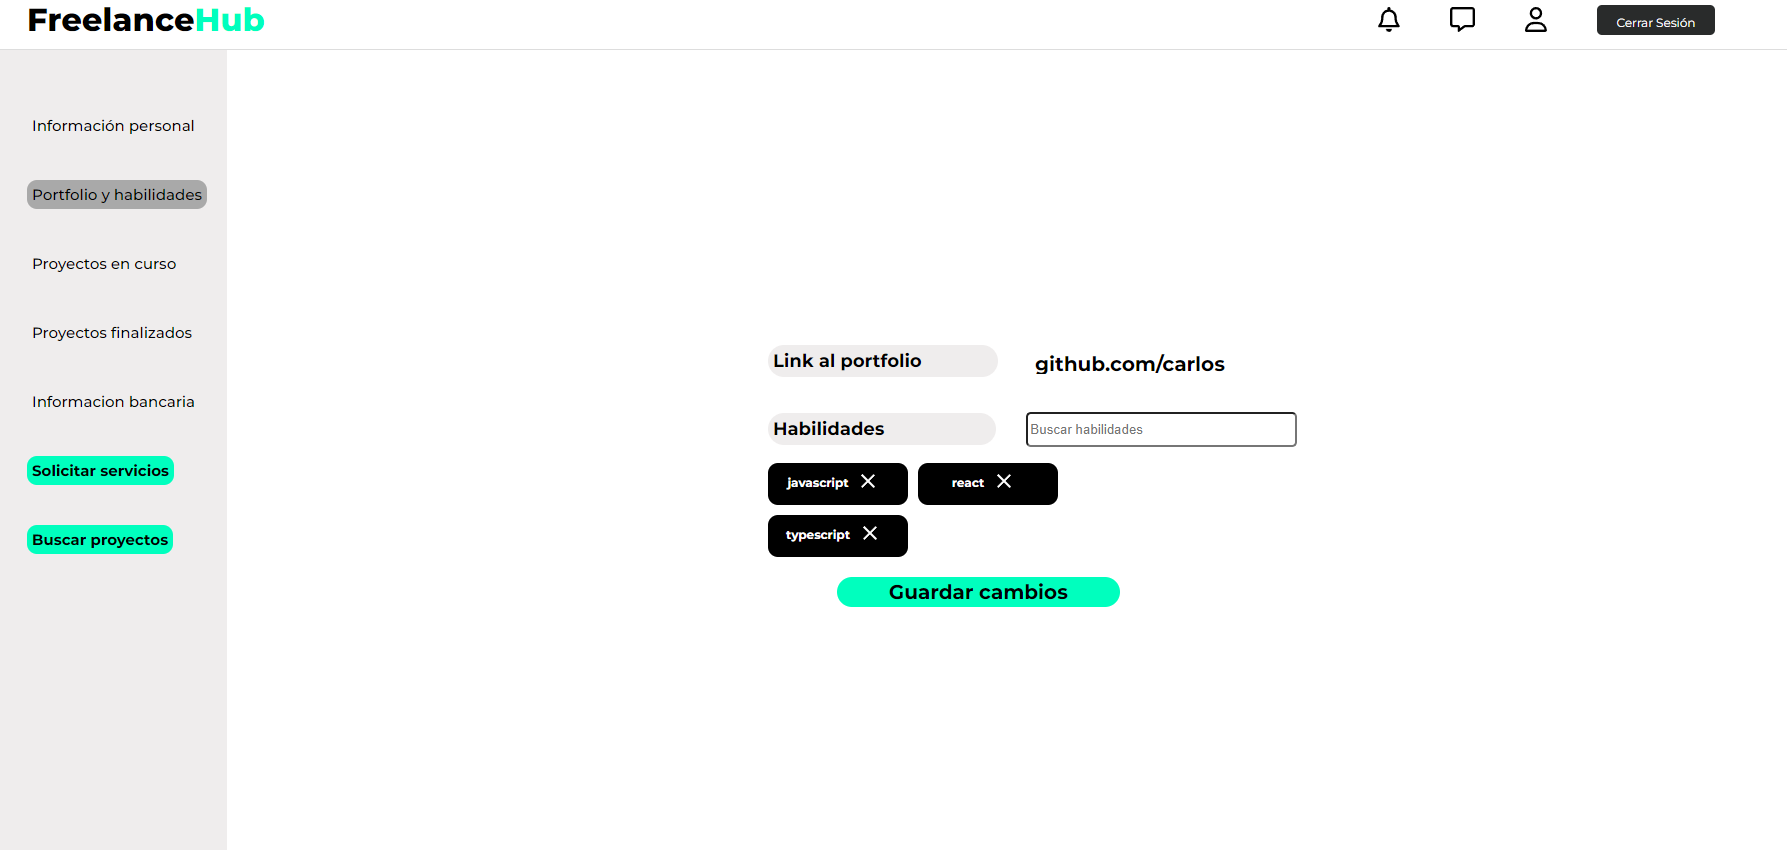 FreelanceHub
Cerrar Sesión
Información personal
Portfolio y habilidades
Proyectos en curso
Proyectos finalizados
Informacion bancaria
Solicitar servicios
Buscar proyectos
Link al portfolio
github.com/carlos
Habilidades
Buscar habilidades
javascript
react
typescript
Guardar cambios